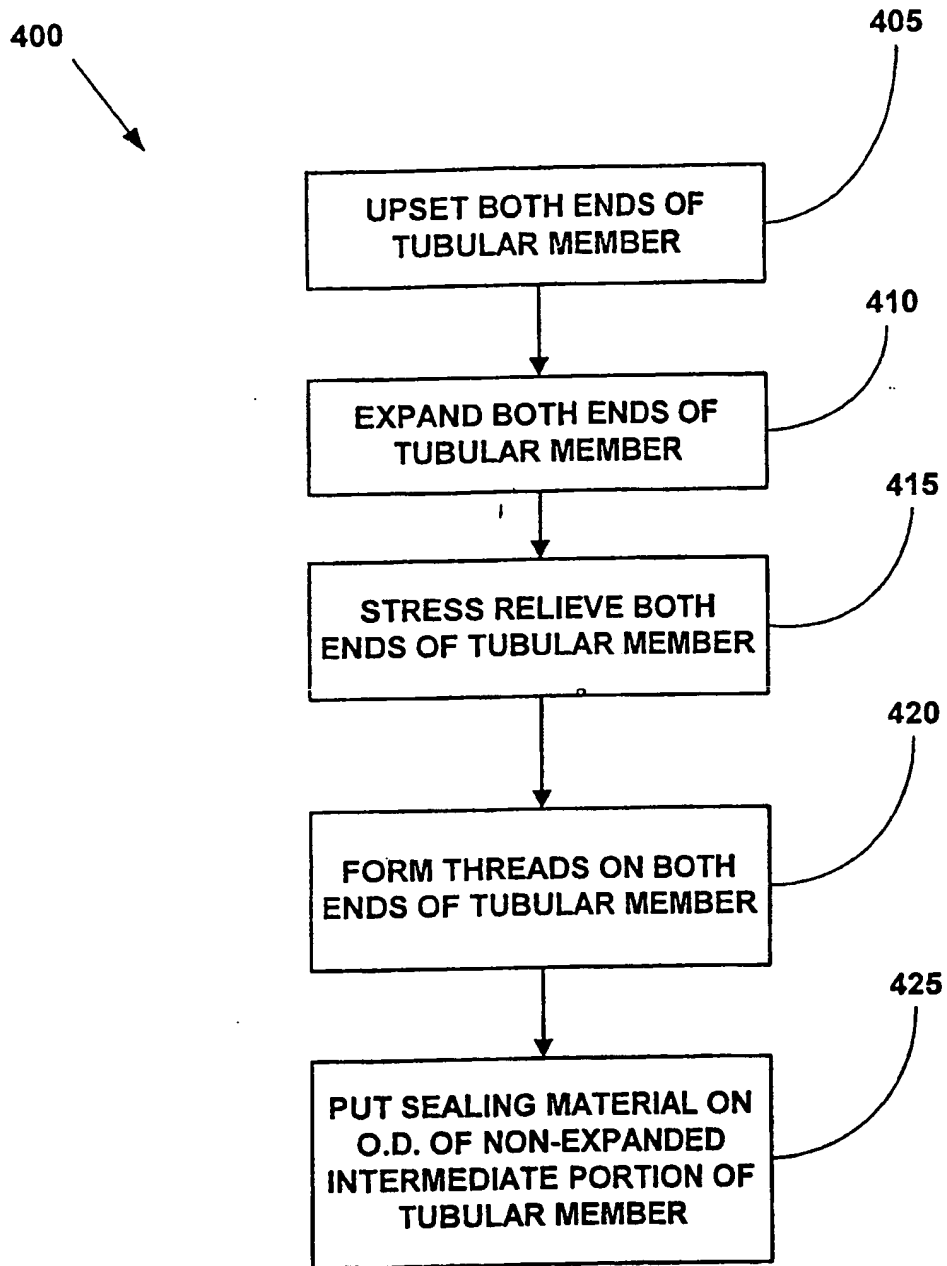 400
405
UPSET BOTH ENDS OF
TUBULAR MEMBER
410
EXPAND BOTH ENDS OF
TUBULAR MEMBER
415
STRESS RELIEVE BOTH
ENDS OF TUBULAR MEMBER
420
FORM THREADS ON BOTH
ENDS OF TUBULAR MEMBER
425
PUT SEALING MATERIAL ON
O.D. OF NON-EXPANDED
INTERMEDIATE PORTION OF
TUBULAR MEMBER